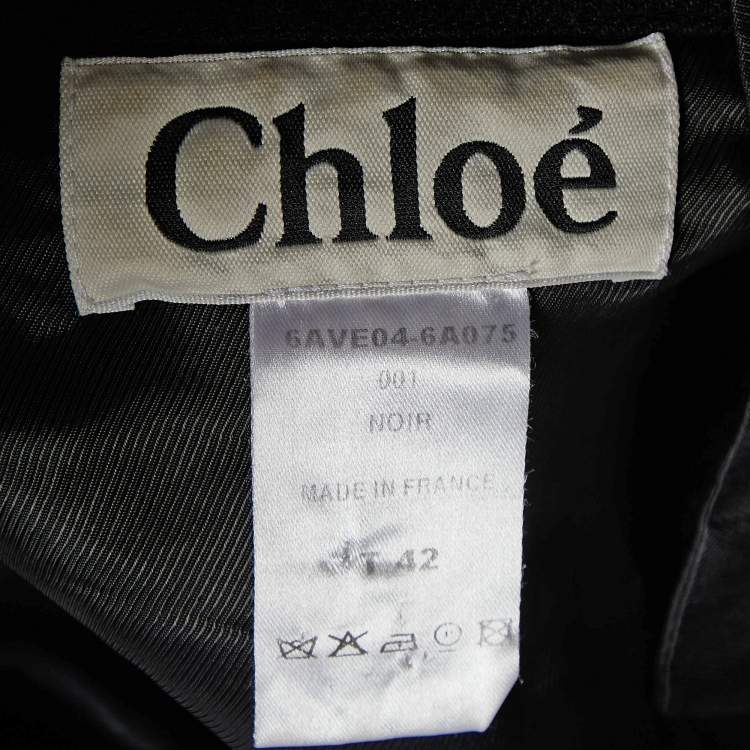 Chloé
6AVE04-6A075
001
NOIR
MADE IN FRANCE
T.42